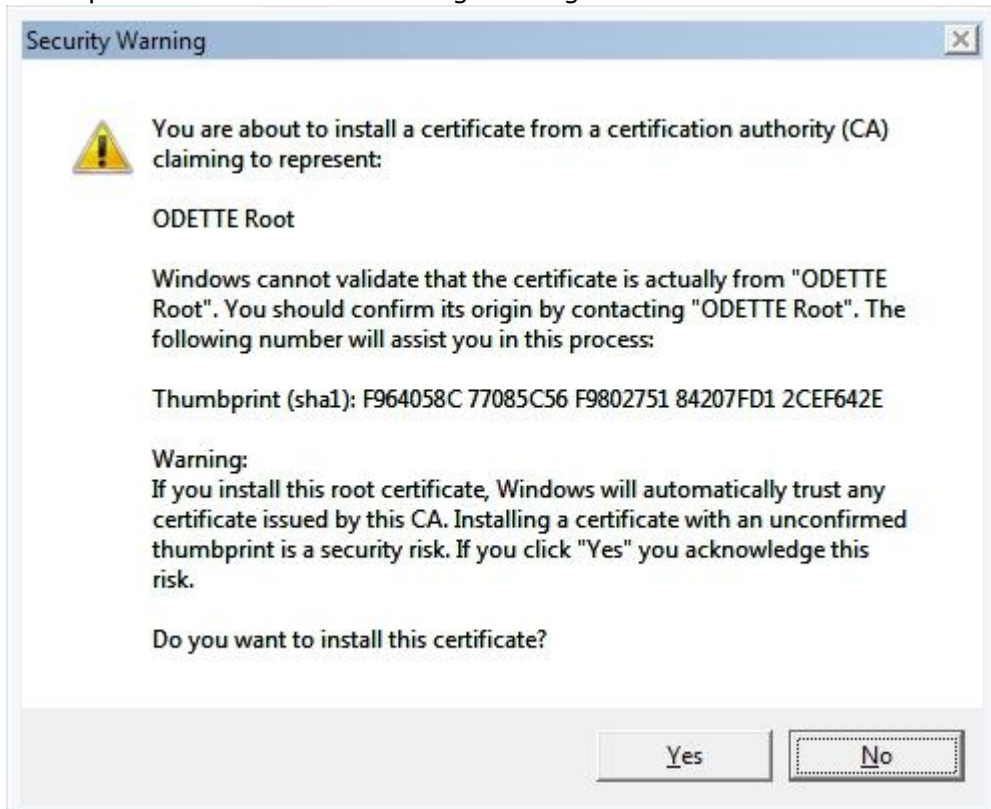 Security Warning
You are about to install a certificate from a certification authority (CA)
claiming to represent:
ODETTE Root
Windows cannot validate that the certificate is actually from "ODETTE
Root". You should confirm its origin by contacting "ODETTE Root". The
following number will assist you in this process:
Thumbprint (sha1): F964058C 77085C56 F9802751 84207FD1 2CEF642E
Warning:
If you install this root certificate, Windows will automatically trust any
certificate issued by this CA. Installing a certificate with an unconfirmed
thumbprint is a security risk. If you click "Yes" you acknowledge this
risk.
Do you want to install this certificate?
Yes No